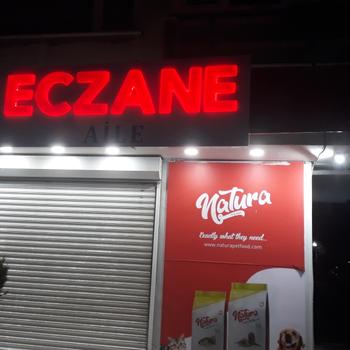 ECZANE
AİLE
Natura
Exactly what they need...
www.naturapetfood.com
Natura
Natura